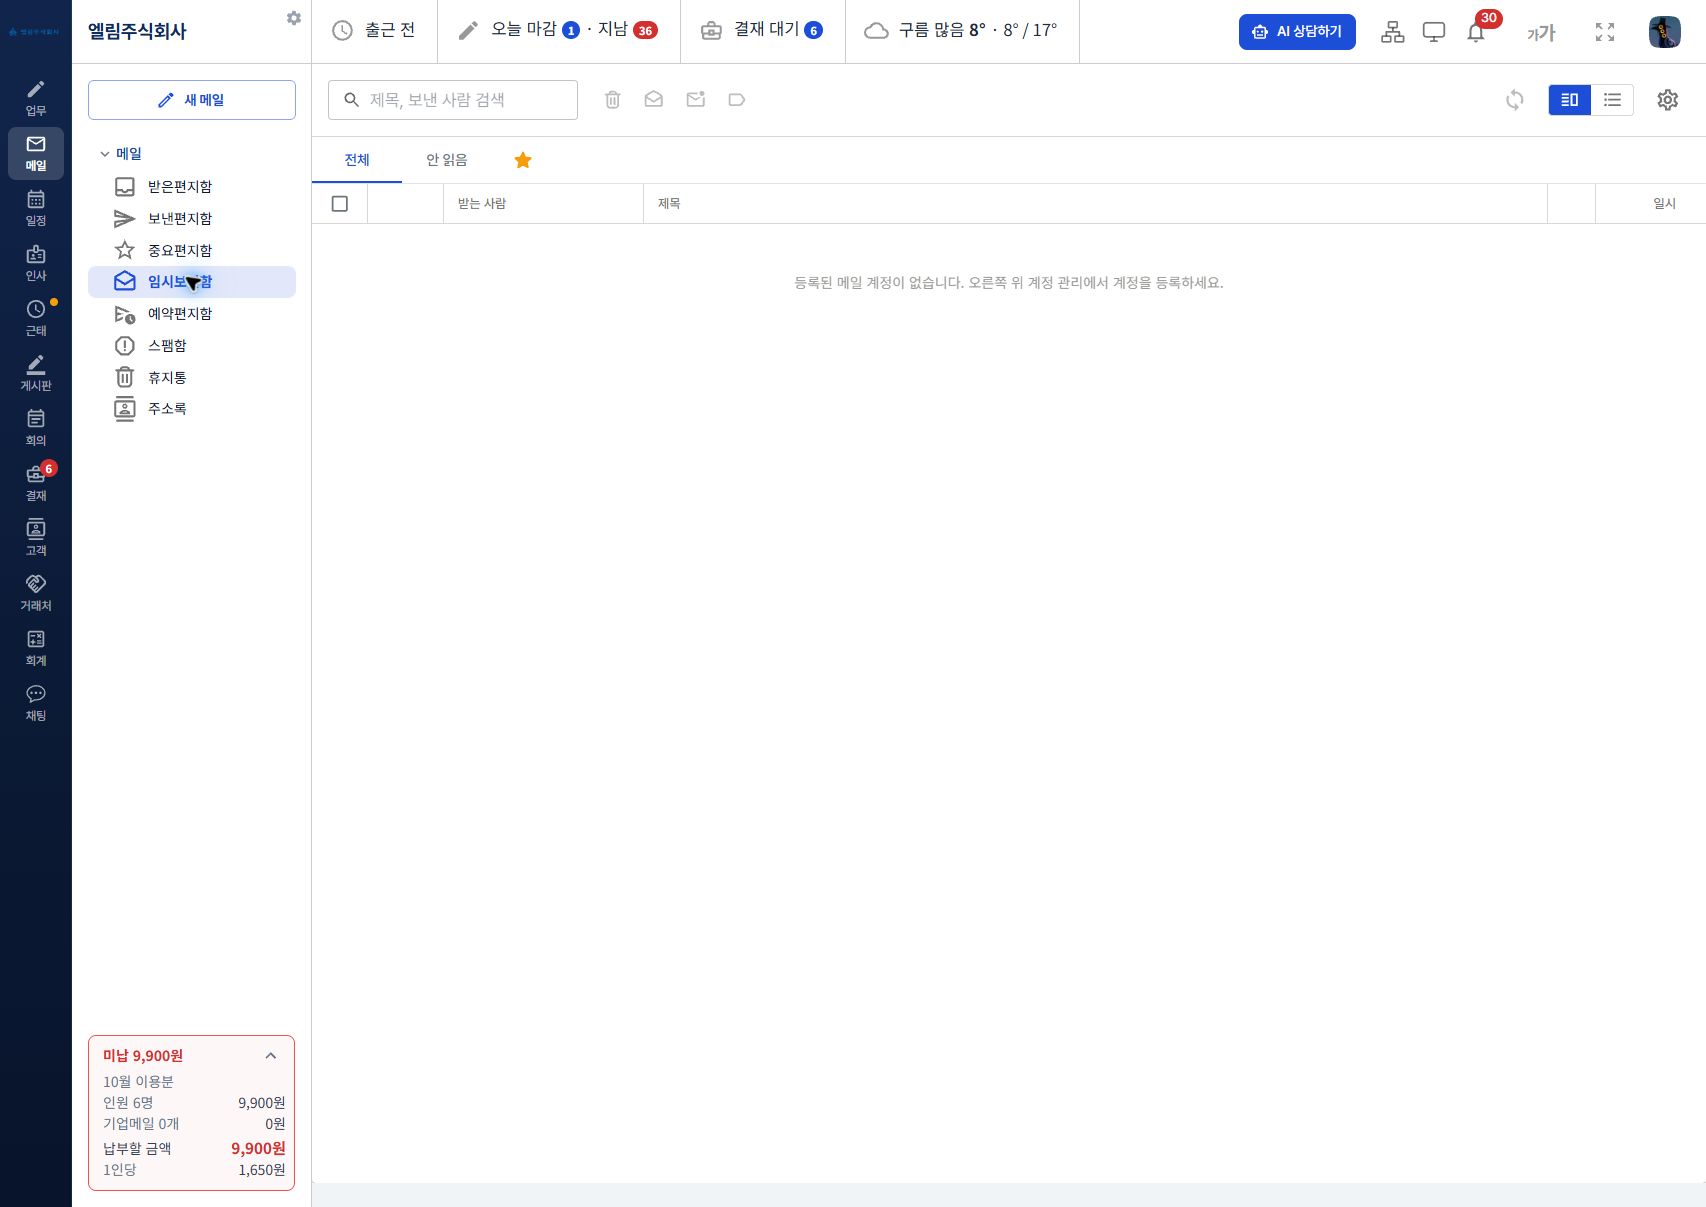 엘림주식회사
엘림주식회사
출근 전
오늘 마감 1 · 지남 36
결재 대기 6
구름 많음 8° · 8° / 17°
AI 상담하기
30
가가
업무
메일
일정
인사
근태
게시판
회의
6
결재
고객
거래처
회계
채팅
새 메일
메일
받은편지함
보낸편지함
중요편지함
임시보 함
예약편지함
스팸함
휴지통
주소록
제목, 보낸 사람 검색
전체
안 읽음
받는 사람
제목
일시
등록된 메일 계정이 없습니다. 오른쪽 위 계정 관리에서 계정을 등록하세요.
미납 9,900원
10월 이용분
인원 6명 9,900원
기업메일 0개 0원
납부할 금액 9,900원
1인당 1,650원